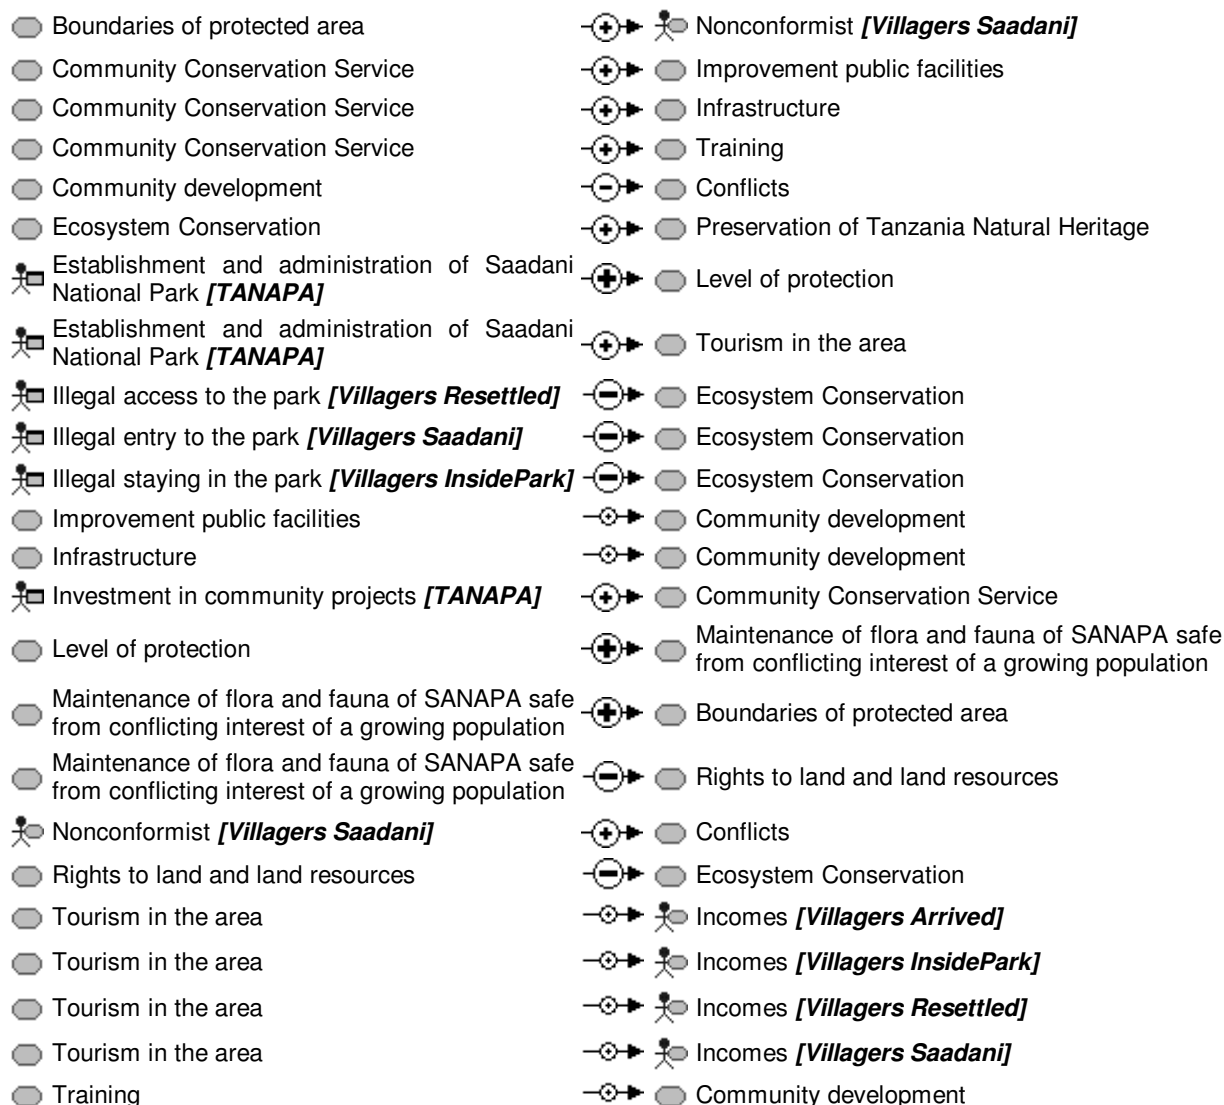 Boundaries of protected area + Nonconformist [Villagers Saadani]
Community Conservation Service + Improvement public facilities
Community Conservation Service + Infrastructure
Community Conservation Service + Training
Community development - Conflicts
Ecosystem Conservation + Preservation of Tanzania Natural Heritage
Establishment and administration of Saadani
National Park [TANAPA] + Level of protection
Establishment and administration of Saadani
National Park [TANAPA] + Tourism in the area
Illegal access to the park [Villagers Resettled] - Ecosystem Conservation
Illegal entry to the park [Villagers Saadani] - Ecosystem Conservation
Illegal staying in the park [Villagers InsidePark] - Ecosystem Conservation
Improvement public facilities + Community development
Infrastructure + Community development
Investment in community projects [TANAPA] + Community Conservation Service
Level of protection + Maintenance of flora and fauna of SANAPA safe
from conflicting interest of a growing population
Maintenance of flora and fauna of SANAPA safe
from conflicting interest of a growing population + Boundaries of protected area
Maintenance of flora and fauna of SANAPA safe
from conflicting interest of a growing population - Rights to land and land resources
Nonconformist [Villagers Saadani] + Conflicts
Rights to land and land resources - Ecosystem Conservation
Tourism in the area + Incomes [Villagers Arrived]
Tourism in the area + Incomes [Villagers InsidePark]
Tourism in the area + Incomes [Villagers Resettled]
Tourism in the area + Incomes [Villagers Saadani]
Training + Community development